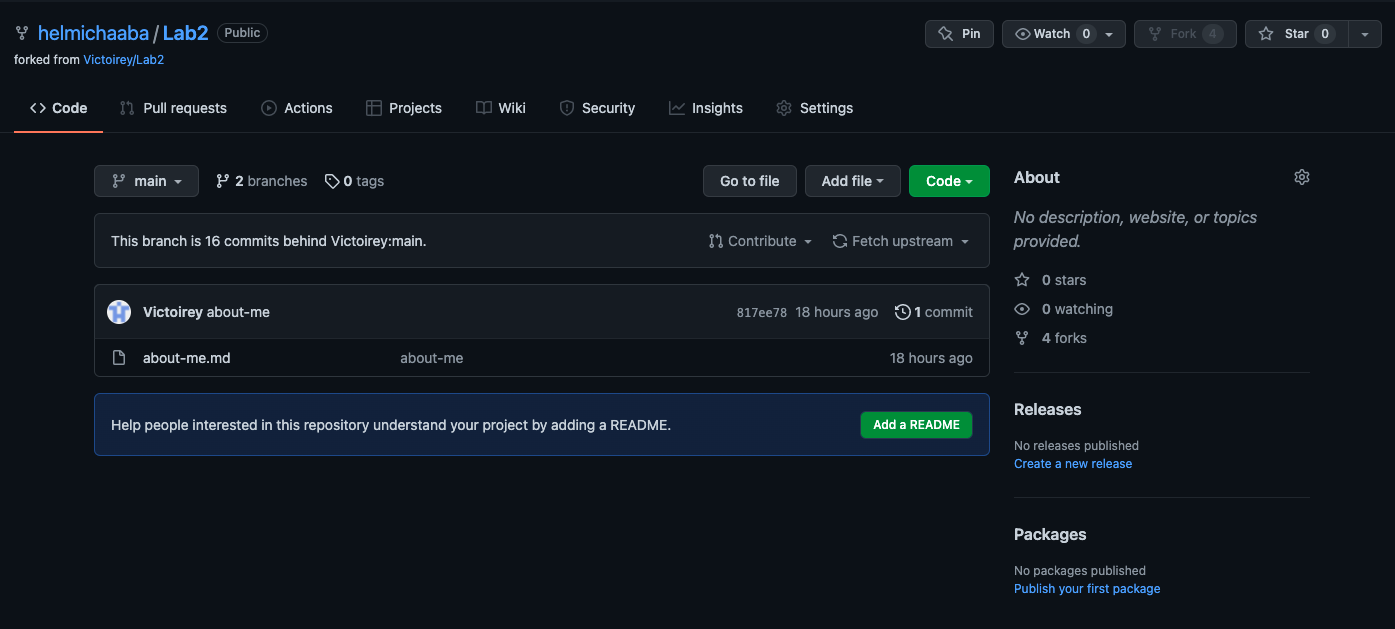 helmichaaba / Lab2 Public
Pin
Watch 0
Fork 4
Star 0
forked from Victoirey/Lab2
Code
Pull requests
Actions
Projects
Wiki
Security
Insights
Settings
main
2 branches
0 tags
Go to file
Add file
Code
This branch is 16 commits behind Victoirey:main.
Contribute
Fetch upstream
Victoirey about-me
817ee78 18 hours ago
1 commit
about-me.md
about-me
18 hours ago
Help people interested in this repository understand your project by adding a README.
Add a README
About
No description, website, or topics
provided.
0 stars
0 watching
4 forks
Releases
No releases published
Create a new release
Packages
No packages published
Publish your first package